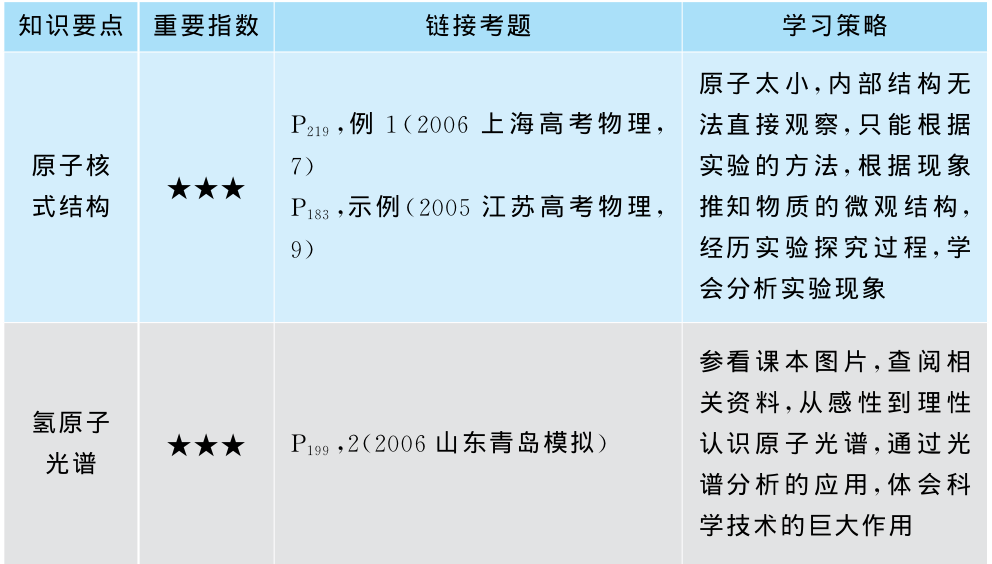 知识要点 重要指数 链接考题 学习策略
原子核
式结构
★★★
P219,例 1(2006 上海高考物理,
7)
P183,示例(2005 江苏高考物理,
9)
原子太小,内部结构无
法直接观察,只能根据
实验的方法,根据现象
推知物质的微观结构,
经历实验探究过程,学
会分析实验现象
氢原子
光谱
★★★
P199,2(2006 山东青岛模拟)
参看课本图片,查阅相
关资料,从感性到理性
认识原子光谱,通过光
谱分析的应用,体会科
学技术的巨大作用